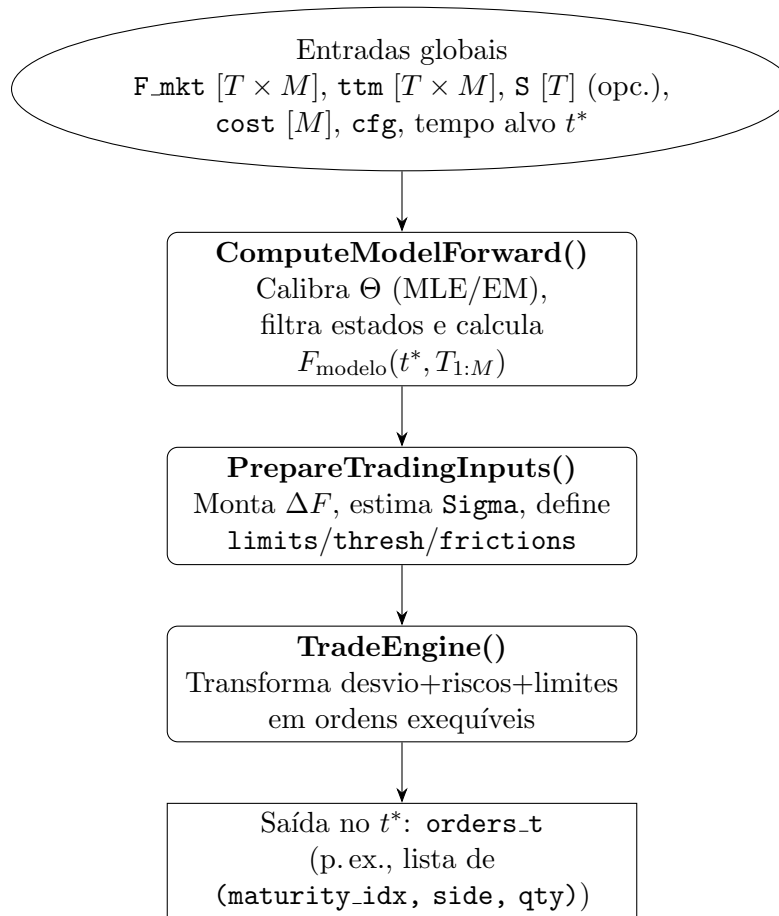 Entradas globais
F_mkt [T × M], ttm [T × M], S [T] (opc.),
cost [M], cfg, tempo alvo t*
ComputeModelForward()
Calibra Θ (MLE/EM),
filtra estados e calcula
F_modelo(t*, T_1:M)
PrepareTradingInputs()
Monta ΔF, estima Sigma, define
limits/thresh/frictions
TradeEngine()
Transforma desvio+riscos+limites
em ordens exequíveis
Saída no t*: orders_t
(p. ex., lista de
(maturity_idx, side, qty))